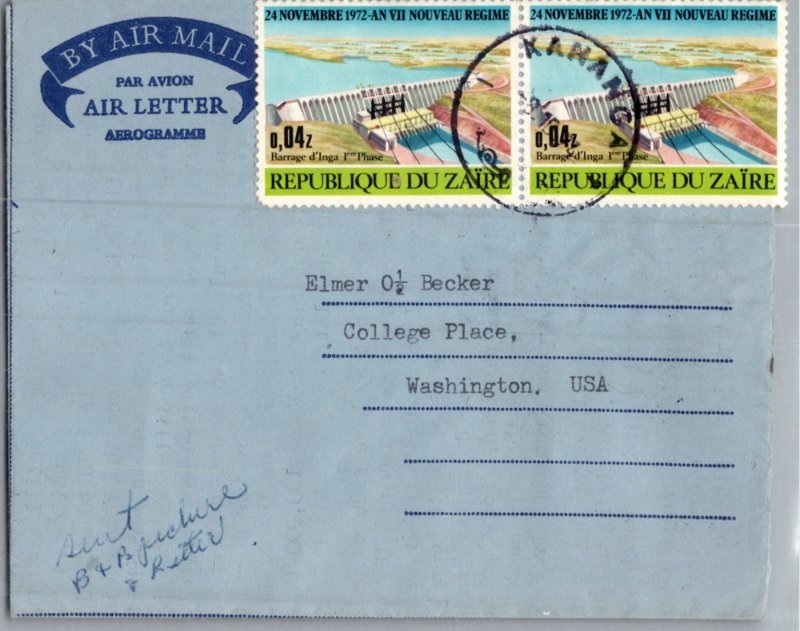 BY AIR MAIL
PAR AVION
AIR LETTER
AEROGRAMME
24 NOVEMBRE 1972-AN VII NOUVEAU REGIME
0,04Z
Barrage d'Inga 1ère Phase
REPUBLIQUE DU ZAÏRE
24 NOVEMBRE 1972-AN VII NOUVEAU REGIME
0,04Z
Barrage d'Inga 1ère Phase
REPUBLIQUE DU ZAÏRE
KANANGA
Elmer O½ Becker
College Place,
Washington, USA
sent
B & B picture
& Letter